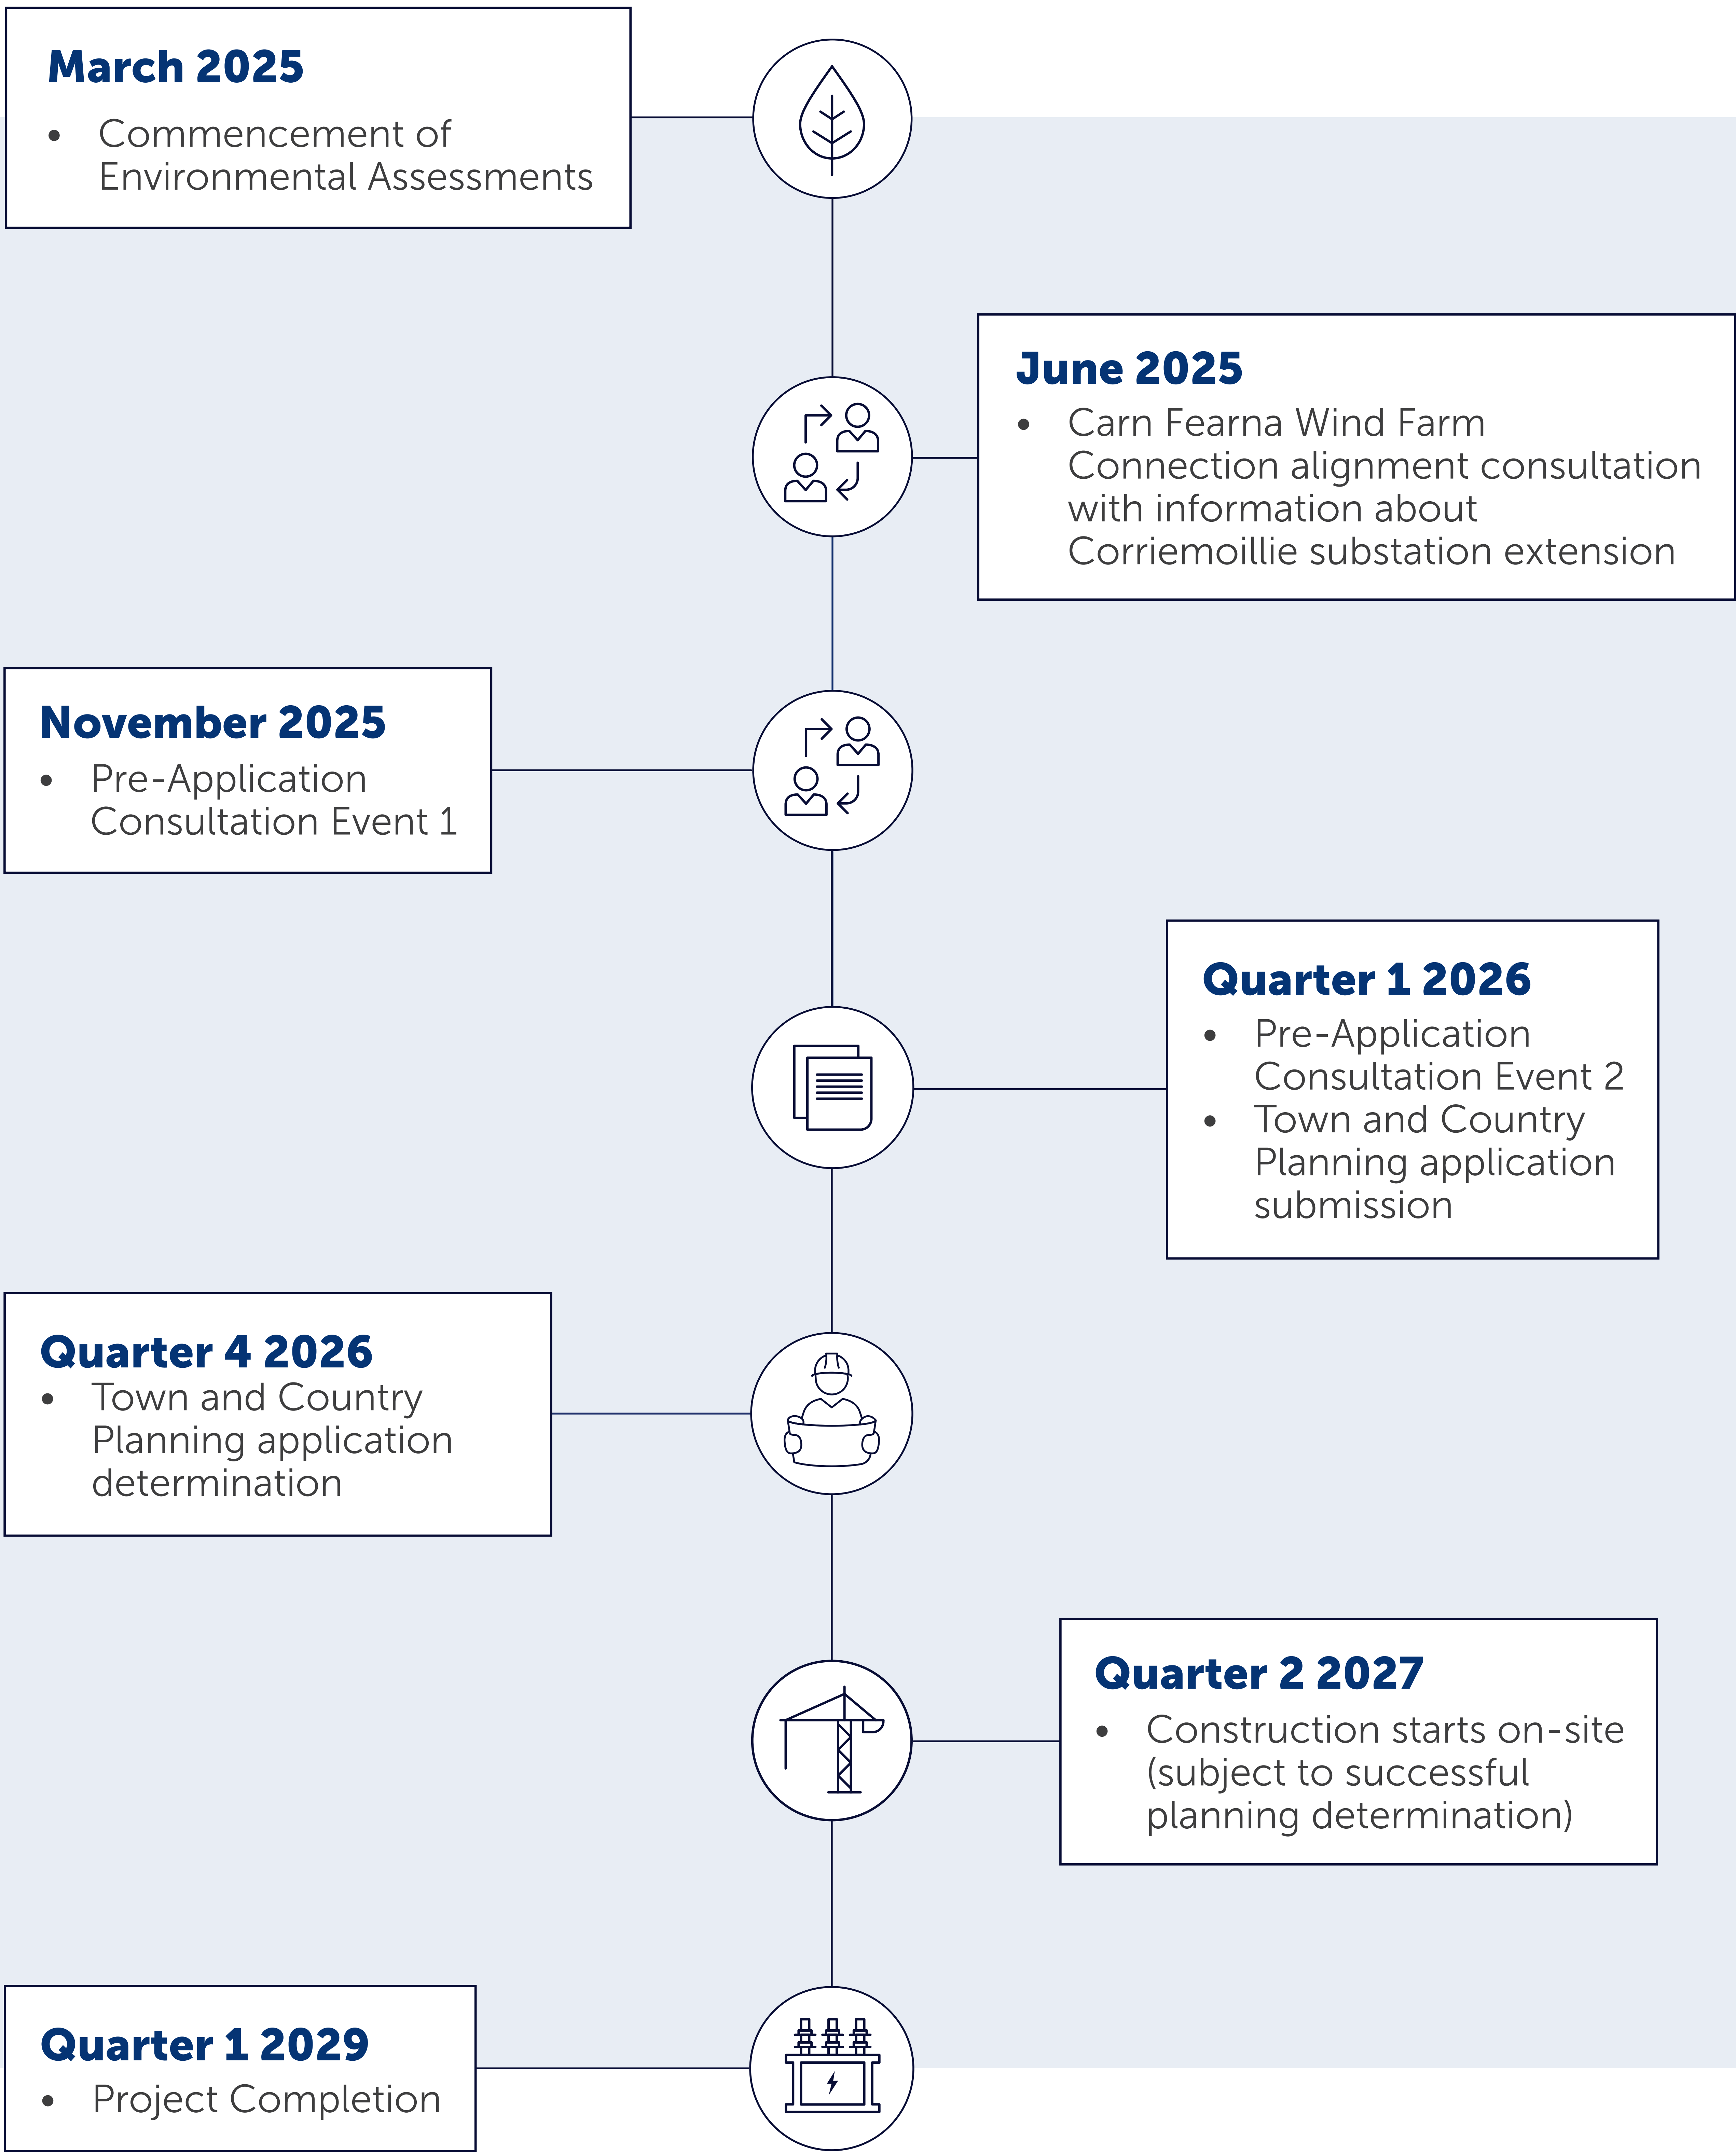 March 2025
• Commencement of
Environmental Assessments
June 2025
• Carn Fearna Wind Farm
Connection alignment consultation
with information about
Corriemoillie substation extension
November 2025
• Pre-Application
Consultation Event 1
Quarter 1 2026
• Pre-Application
Consultation Event 2
• Town and Country
Planning application
submission
Quarter 4 2026
• Town and Country
Planning application
determination
Quarter 2 2027
• Construction starts on-site
(subject to successful
planning determination)
Quarter 1 2029
• Project Completion